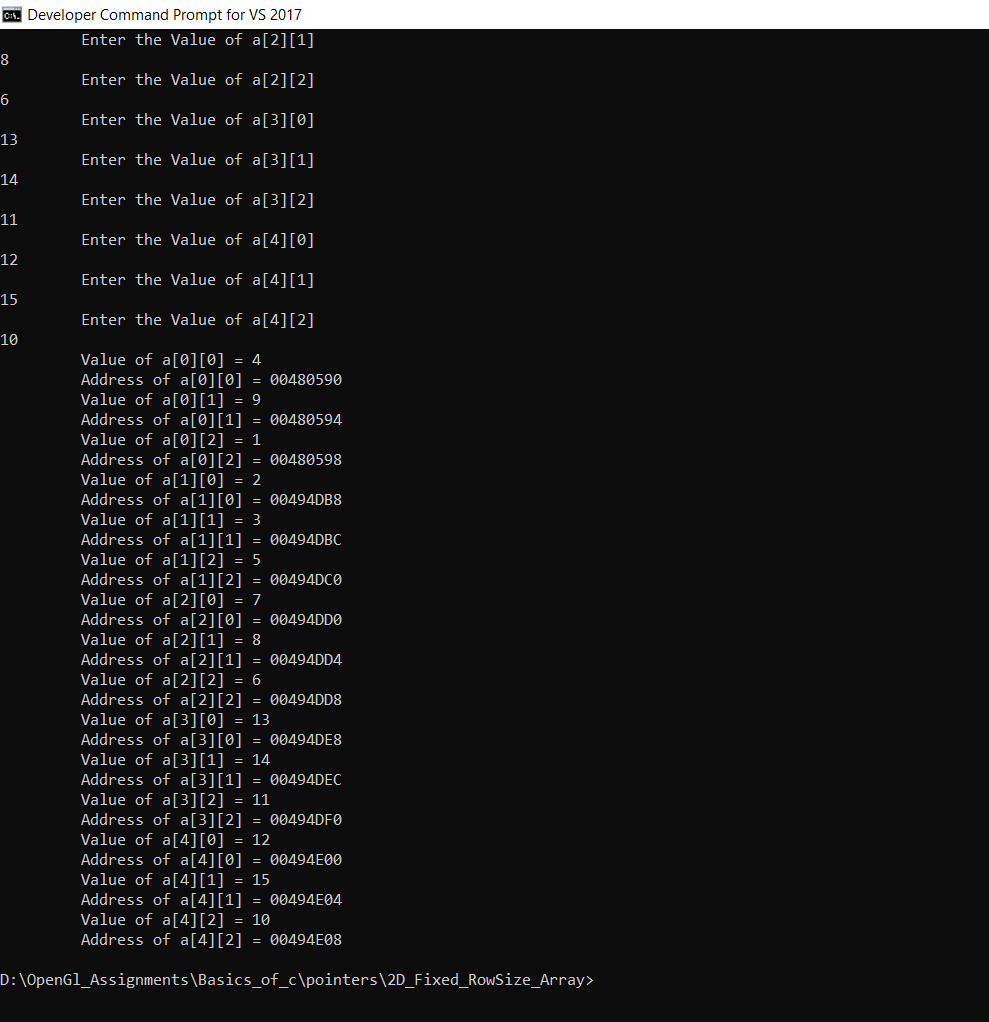 Developer Command Prompt for VS 2017
Enter the Value of a[2][1]
8
Enter the Value of a[2][2]
6
Enter the Value of a[3][0]
13
Enter the Value of a[3][1]
14
Enter the Value of a[3][2]
11
Enter the Value of a[4][0]
12
Enter the Value of a[4][1]
15
Enter the Value of a[4][2]
10
Value of a[0][0] = 4
Address of a[0][0] = 00480590
Value of a[0][1] = 9
Address of a[0][1] = 00480594
Value of a[0][2] = 1
Address of a[0][2] = 00480598
Value of a[1][0] = 2
Address of a[1][0] = 00494DB8
Value of a[1][1] = 3
Address of a[1][1] = 00494DBC
Value of a[1][2] = 5
Address of a[1][2] = 00494DC0
Value of a[2][0] = 7
Address of a[2][0] = 00494DD0
Value of a[2][1] = 8
Address of a[2][1] = 00494DD4
Value of a[2][2] = 6
Address of a[2][2] = 00494DD8
Value of a[3][0] = 13
Address of a[3][0] = 00494DE8
Value of a[3][1] = 14
Address of a[3][1] = 00494DEC
Value of a[3][2] = 11
Address of a[3][2] = 00494DF0
Value of a[4][0] = 12
Address of a[4][0] = 00494E00
Value of a[4][1] = 15
Address of a[4][1] = 00494E04
Value of a[4][2] = 10
Address of a[4][2] = 00494E08
D:\OpenGl_Assignments\Basics_of_c\pointers\2D_Fixed_RowSize_Array>